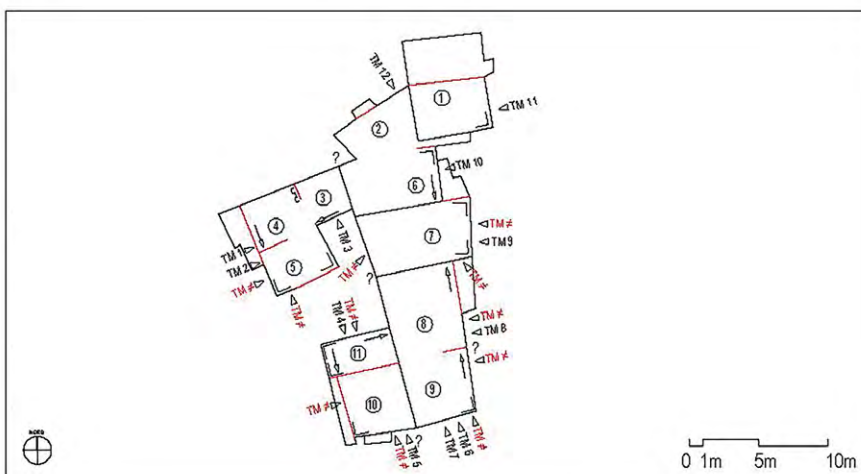 TM 12
1
TM 11
2
?
TM 10
6
3
4
TM ≠
7
TM 9
TM 1
TM 3
TM 2
5
TM ≠
TM ≠
?
TM ≠
TM ≠
TM ≠
TM 4
8
TM ≠
TM 8
?
11
TM ≠
TM ≠
10
9
TM ≠
TM 5
?
TM 7
TM 6
TM ≠
NORD
0 1m 5m 10m